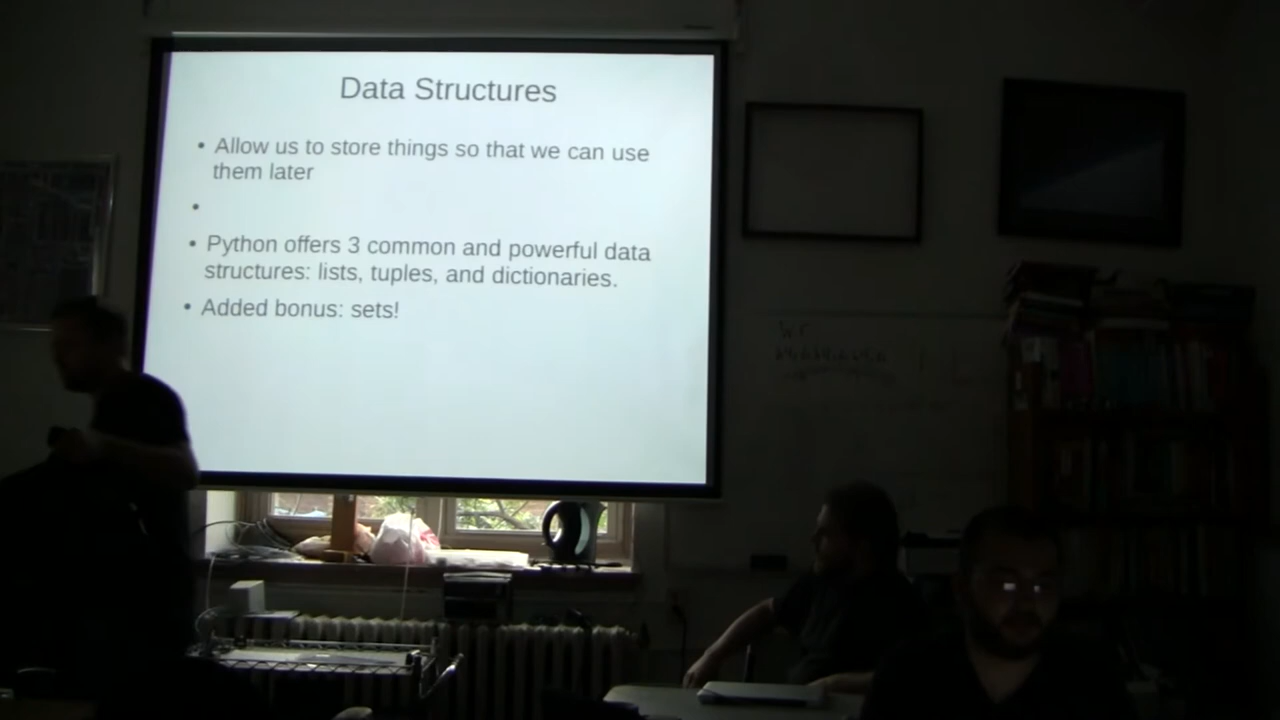 Data Structures
• Allow us to store things so that we can use
them later
•
• Python offers 3 common and powerful data
structures: lists, tuples, and dictionaries.
• Added bonus: sets!